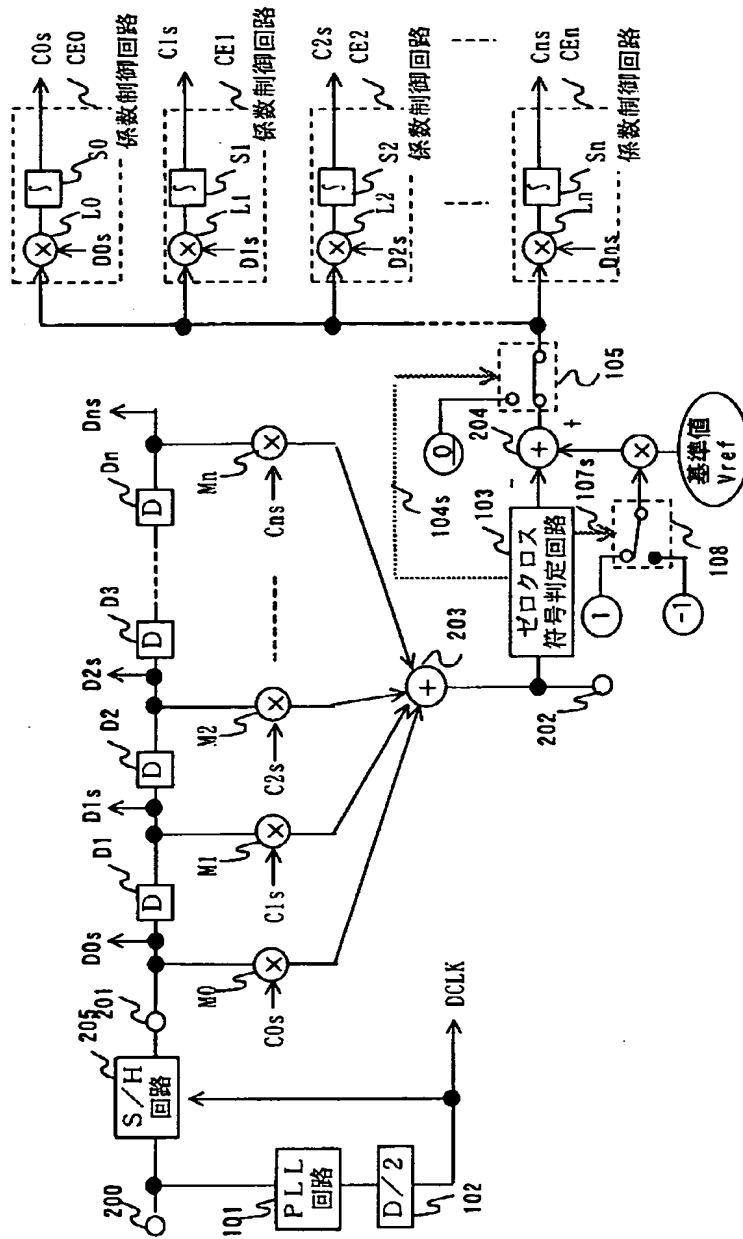 200
205
S/H
回路
201
PLL
回路
101
D/2
102
DCLK
D0s
D1
D
D1s
D2
D
D2s
D3
D
Dn
D
Dns
M0
×
C0s
M1
×
C1s
M2
×
C2s
Mn
×
Cns
+
203
202
ゼロクロス
符号判定回路
103
104s
107s
108
1
-1
×
基準値
Vref
-
+
204
+
0
105
D0s
×
L0
∫
S0
C0s
CE0
係数制御回路
D1s
×
L1
∫
S1
C1s
CE1
係数制御回路
D2s
×
L2
∫
S2
C2s
CE2
係数制御回路
Dns
×
Ln
∫
Sn
Cns
CEn
係数制御回路